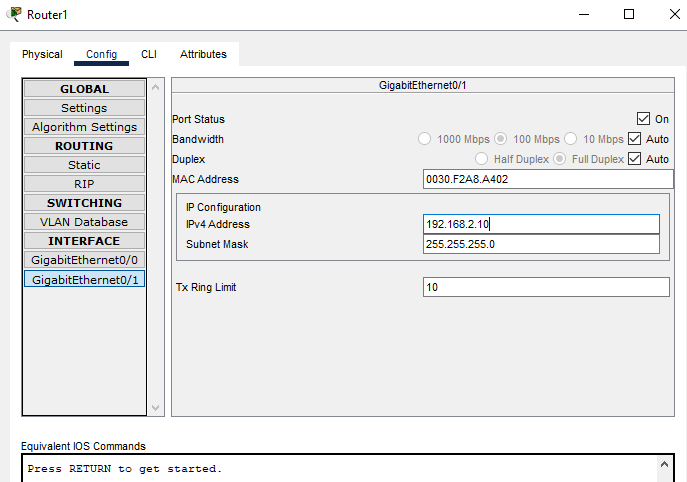 Router1
Physical Config CLI Attributes
GLOBAL
Settings
Algorithm Settings
ROUTING
Static
RIP
SWITCHING
VLAN Database
INTERFACE
GigabitEthernet0/0
GigabitEthernet0/1
GigabitEthernet0/1
Port Status On
Bandwidth 1000 Mbps 100 Mbps 10 Mbps Auto
Duplex Half Duplex Full Duplex Auto
MAC Address 0030.F2A8.A402
IP Configuration
IPv4 Address 192.168.2.10
Subnet Mask 255.255.255.0
Tx Ring Limit 10
Equivalent IOS Commands
Press RETURN to get started.